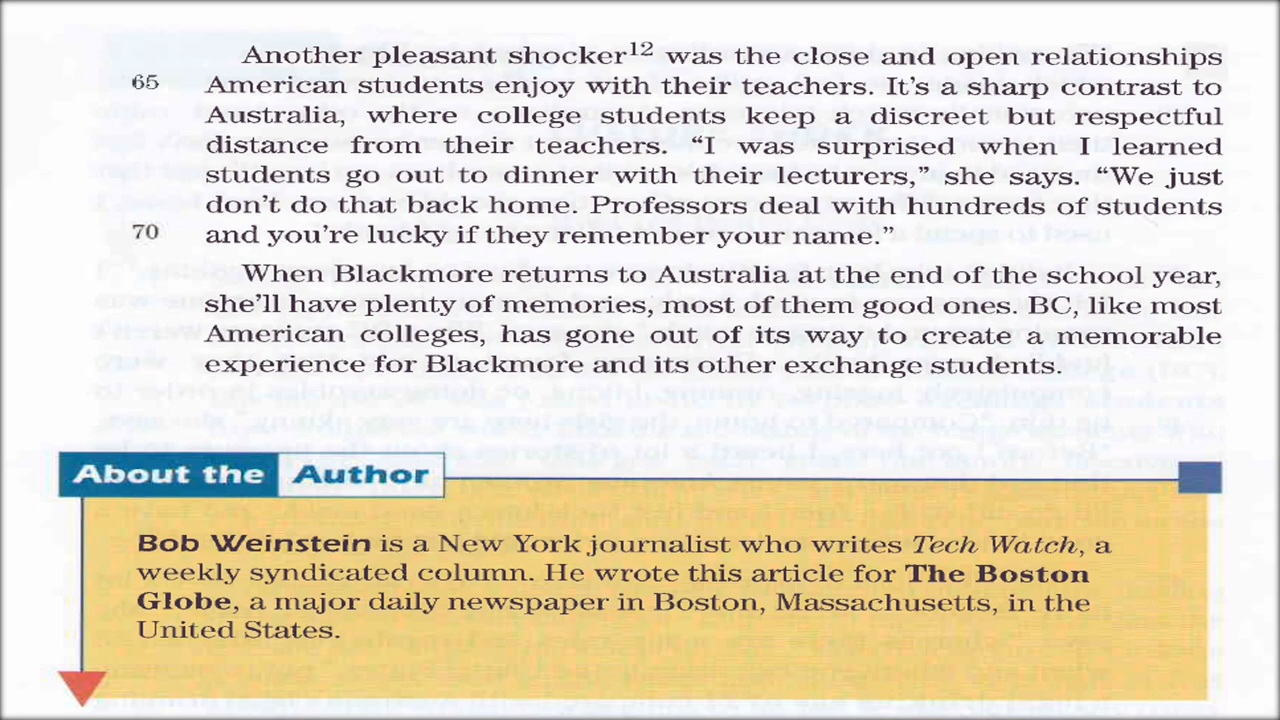 Another pleasant shocker12 was the close and open relationships
65 American students enjoy with their teachers. It's a sharp contrast to
Australia, where college students keep a discreet but respectful
distance from their teachers. "I was surprised when I learned
students go out to dinner with their lecturers, "she says. "We just
don't do that back home. Professors deal with hundreds of students
70 and you're lucky if they remember your name."
When Blackmore returns to Australia at the end of the school year,
she'll have plenty of memories, most of them good ones. BC, like most
American colleges, has gone out of its way to create a memorable
experience for Blackmore and its other exchange students.
About the Author
Bob Weinstein is a New York journalist who writes Tech Watch, a
weekly syndicated column. He wrote this article for The Boston
Globe, a major daily newspaper in Boston, Massachusetts, in the
United States.